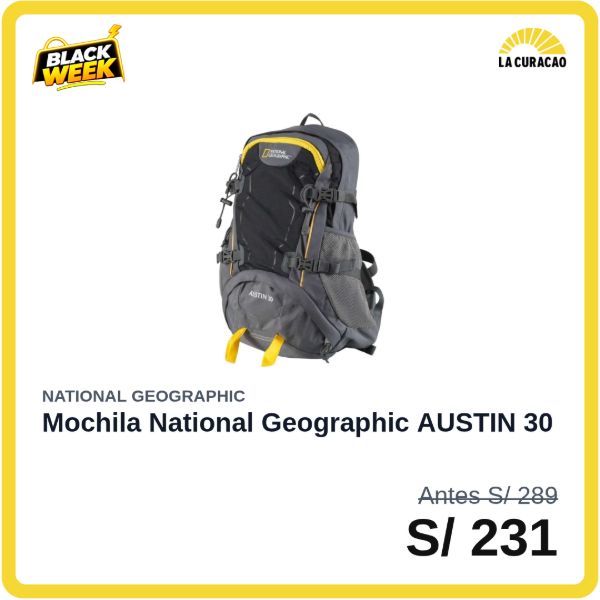 BLACK
WEEK
LA CURACAO
NATIONAL
GEOGRAPHIC
AUSTIN 30
NATIONAL GEOGRAPHIC
Mochila National Geographic AUSTIN 30
Antes S/ 289
S/ 231